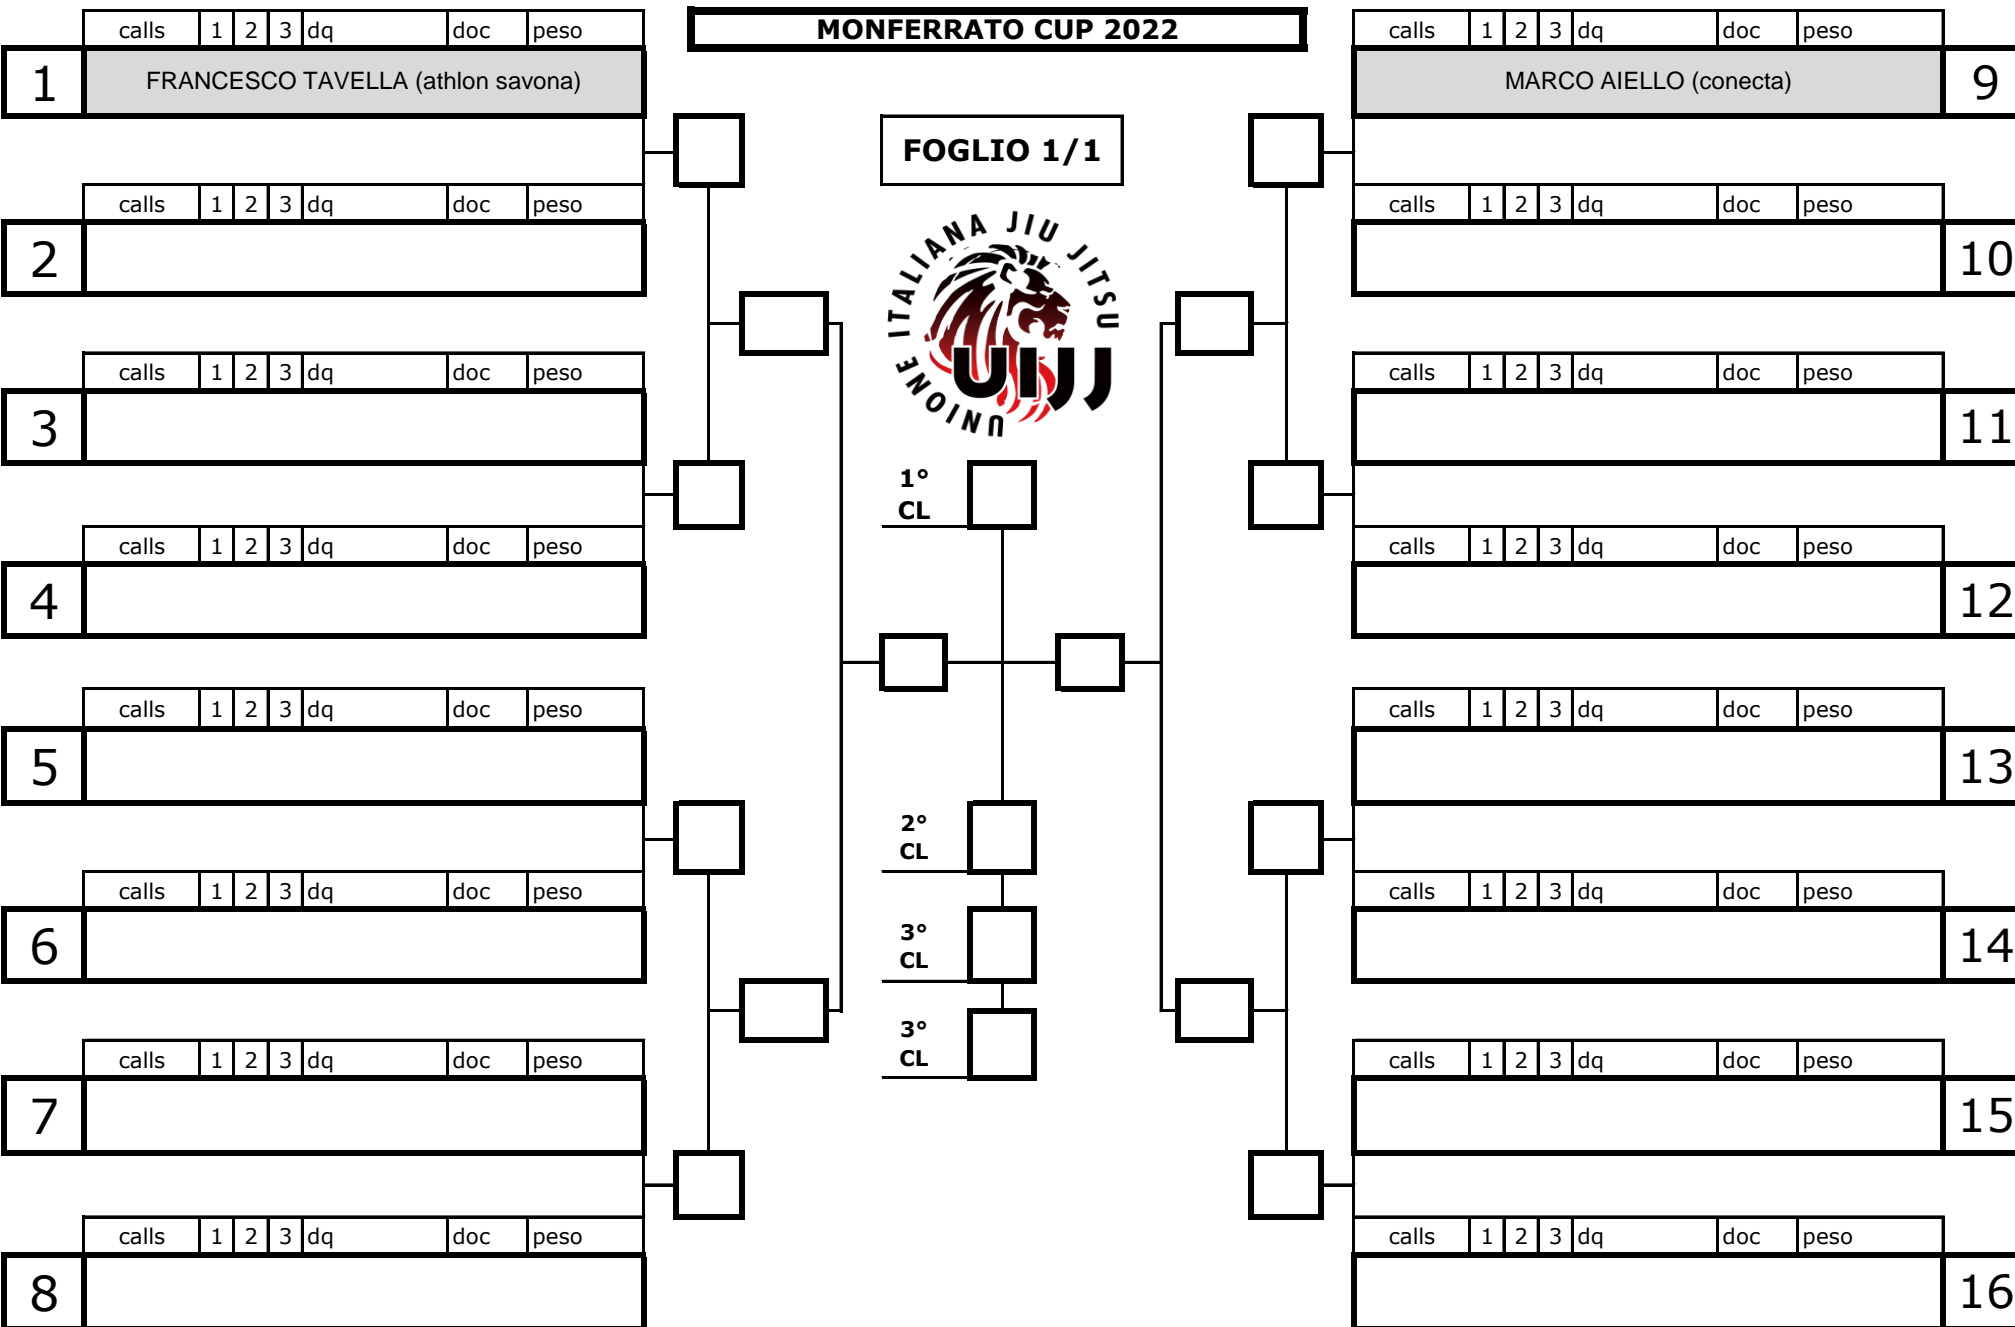 calls 1 2 3 dq doc peso
1 FRANCESCO TAVELLA (athlon savona)
calls 1 2 3 dq doc peso
2
calls 1 2 3 dq doc peso
3
calls 1 2 3 dq doc peso
4
calls 1 2 3 dq doc peso
5
calls 1 2 3 dq doc peso
6
calls 1 2 3 dq doc peso
7
calls 1 2 3 dq doc peso
8
MONFERRATO CUP 2022
FOGLIO 1/1
UNIONE ITALIANA JIU JITSU
UIJJ
1°
CL
2°
CL
3°
CL
3°
CL
calls 1 2 3 dq doc peso
MARCO AIELLO (conecta) 9
calls 1 2 3 dq doc peso
10
calls 1 2 3 dq doc peso
11
calls 1 2 3 dq doc peso
12
calls 1 2 3 dq doc peso
13
calls 1 2 3 dq doc peso
14
calls 1 2 3 dq doc peso
15
calls 1 2 3 dq doc peso
16